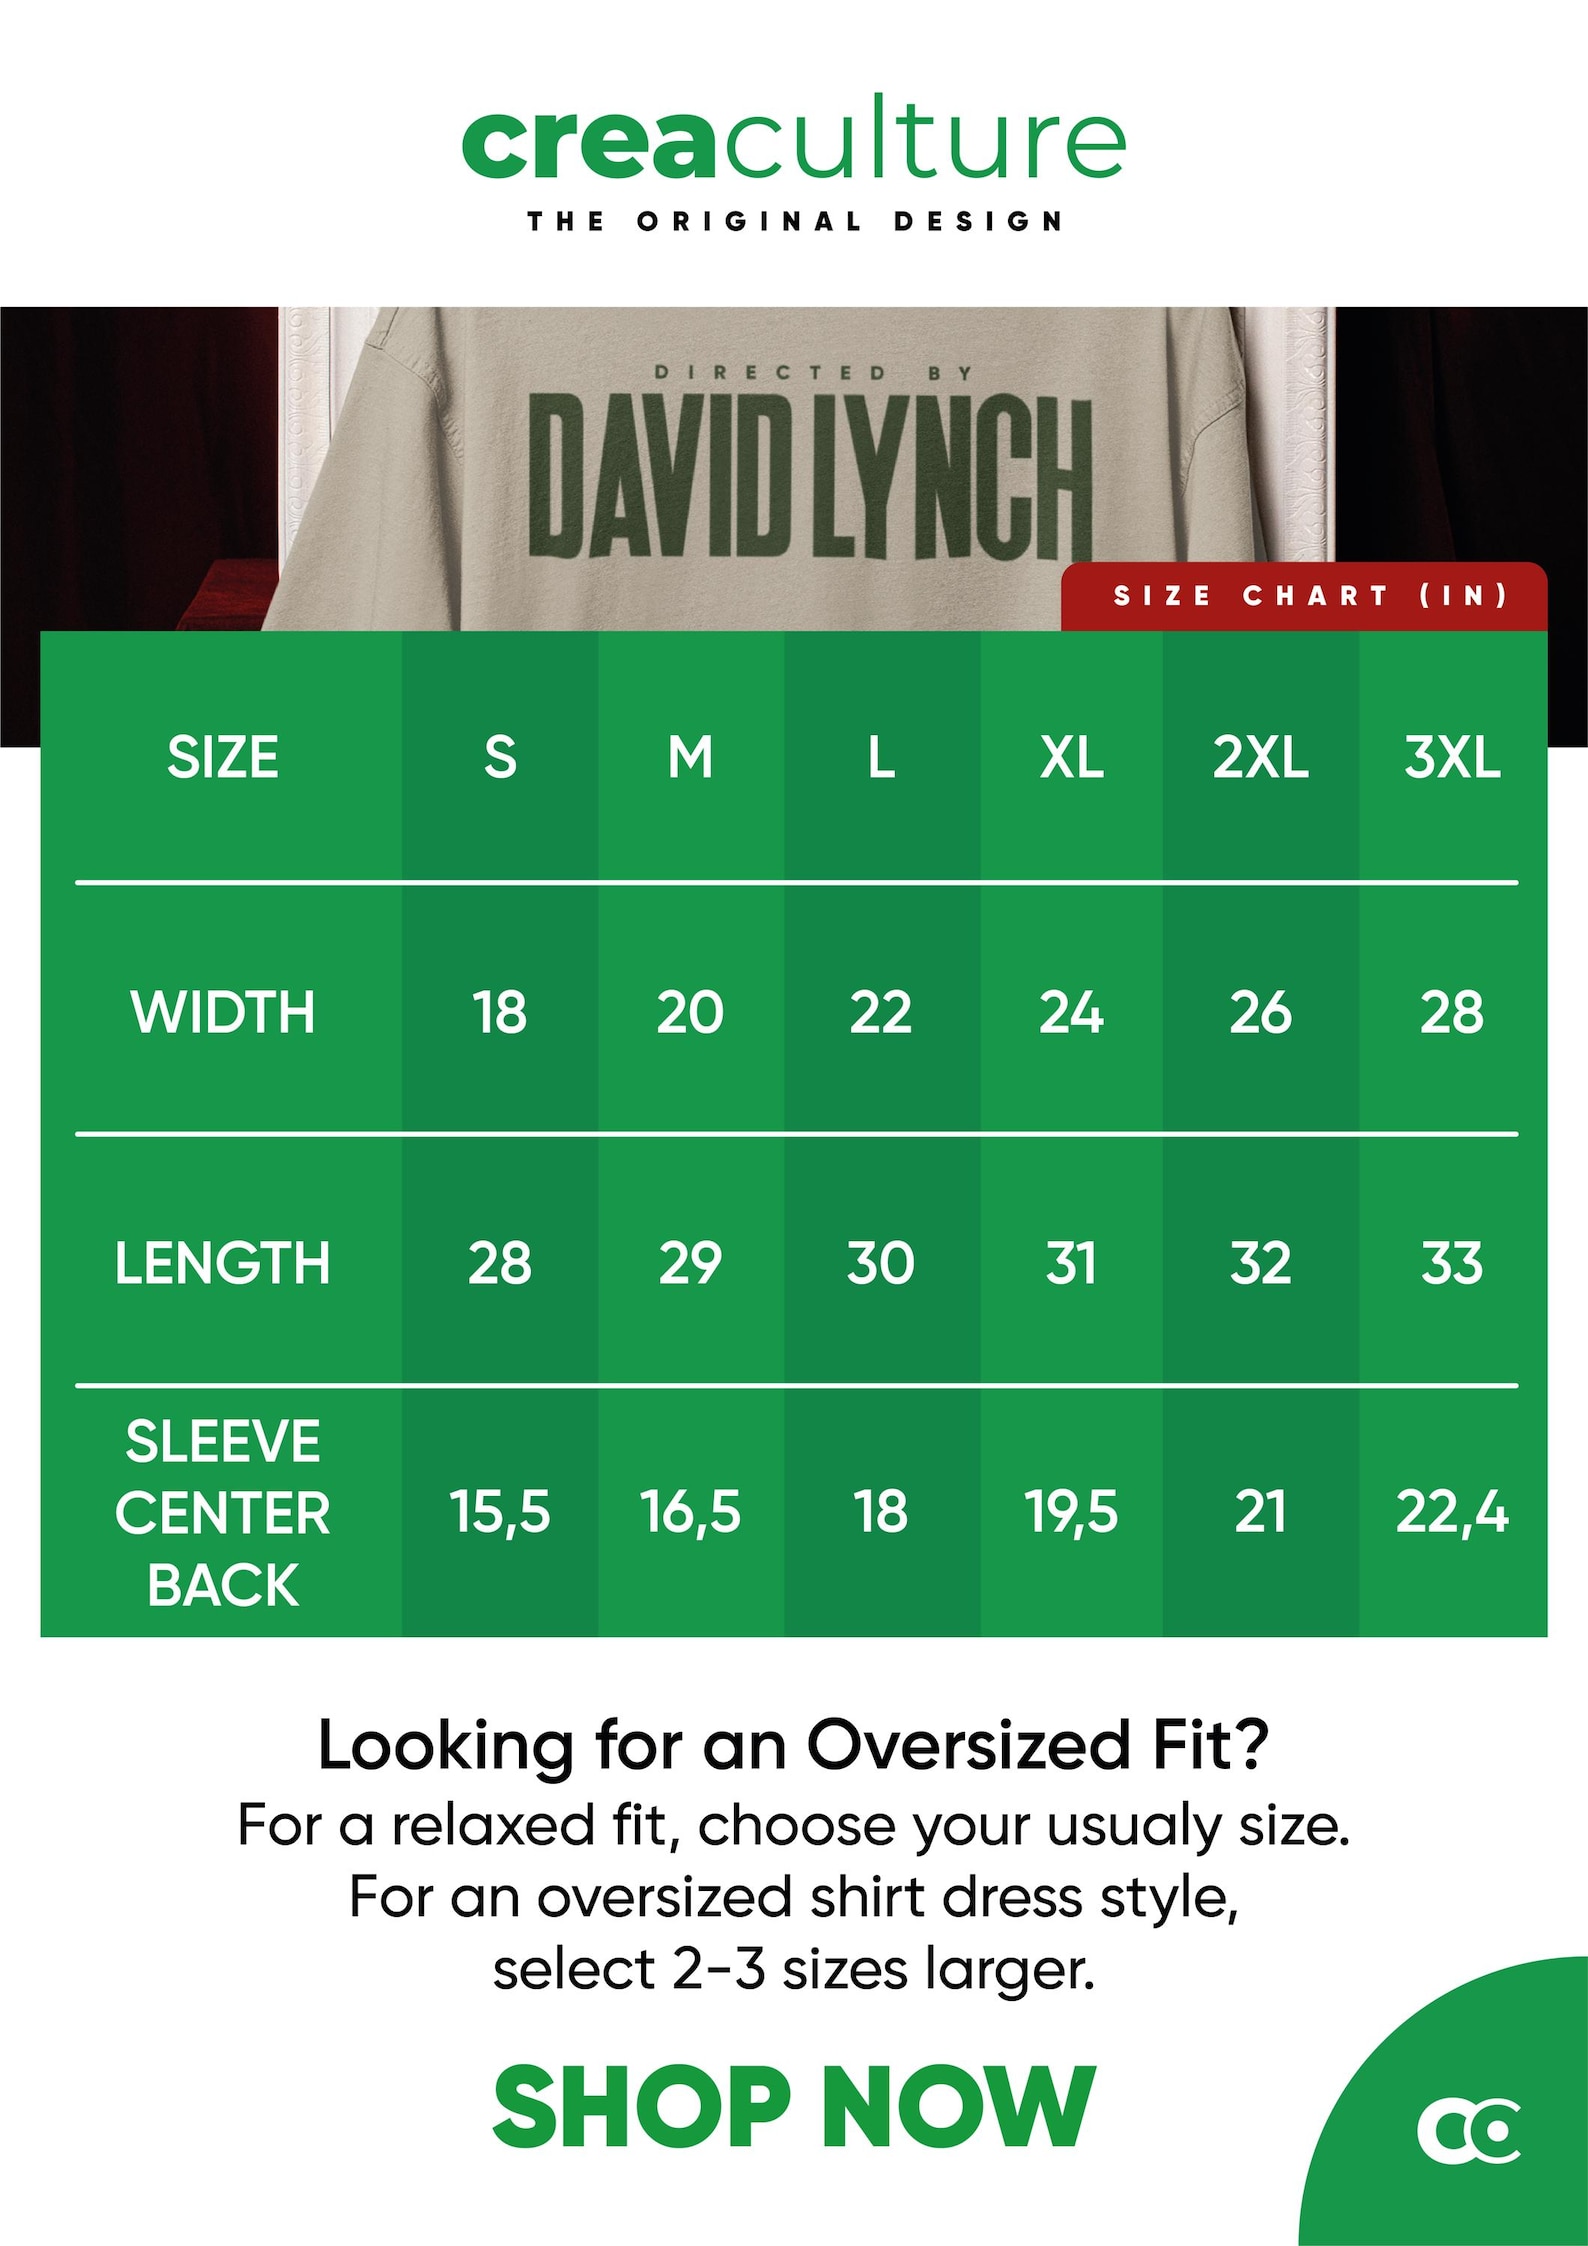 creaculture
THE ORIGINAL DESIGN
DIRECTED BY
DAVID LYNCH
SIZE CHART (IN)
SIZE S M L XL 2XL 3XL
WIDTH 18 20 22 24 26 28
LENGTH 28 29 30 31 32 33
SLEEVE
CENTER
BACK
15,5 16,5 18 19,5 21 22,4
Looking for an Oversized Fit?
For a relaxed fit, choose your usualy size.
For an oversized shirt dress style,
select 2-3 sizes larger.
SHOP NOW
CC